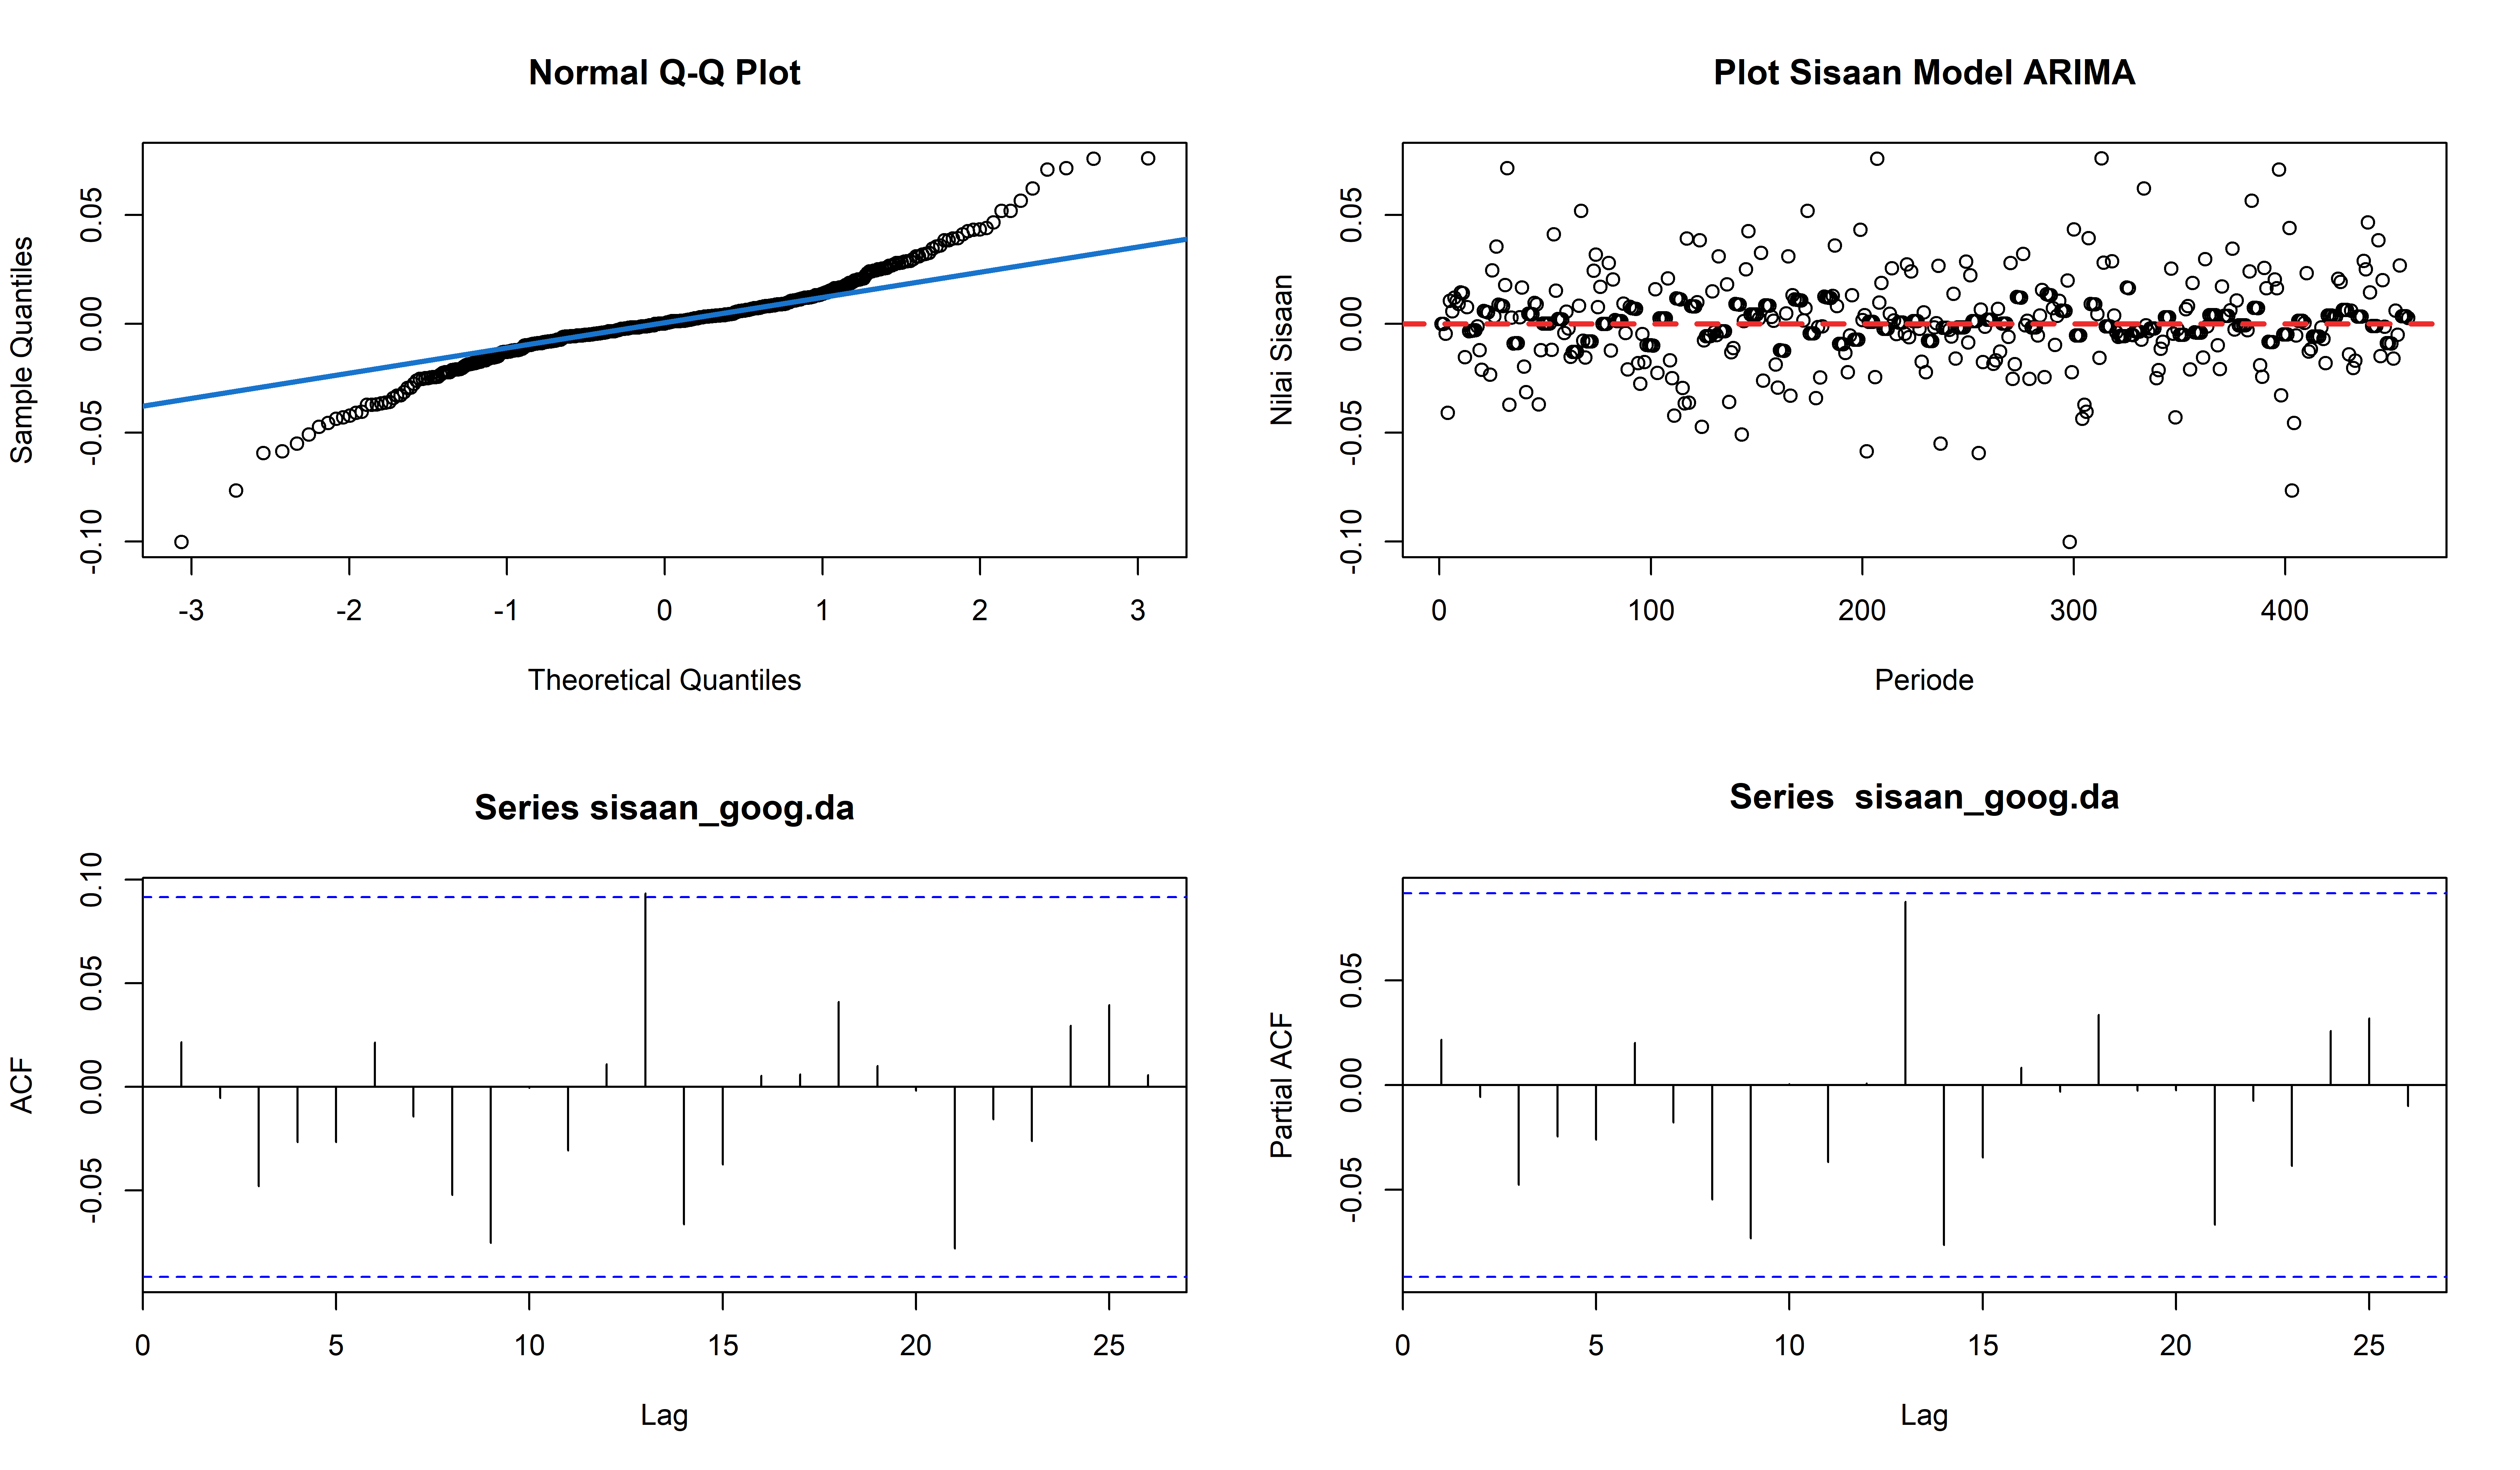 Normal Q-Q Plot
Sample Quantiles
0.05
0.00
-0.05
-0.10
-3 -2 -1 0 1 2 3
Theoretical Quantiles
Plot Sisaan Model ARIMA
Nilai Sisaan
0.05
0.00
-0.05
-0.10
0 100 200 300 400
Periode
Series sisaan_goog.da
ACF
0.10
0.05
0.00
-0.05
0 5 10 15 20 25
Lag
Series  sisaan_goog.da
Partial ACF
0.05
0.00
-0.05
0 5 10 15 20 25
Lag